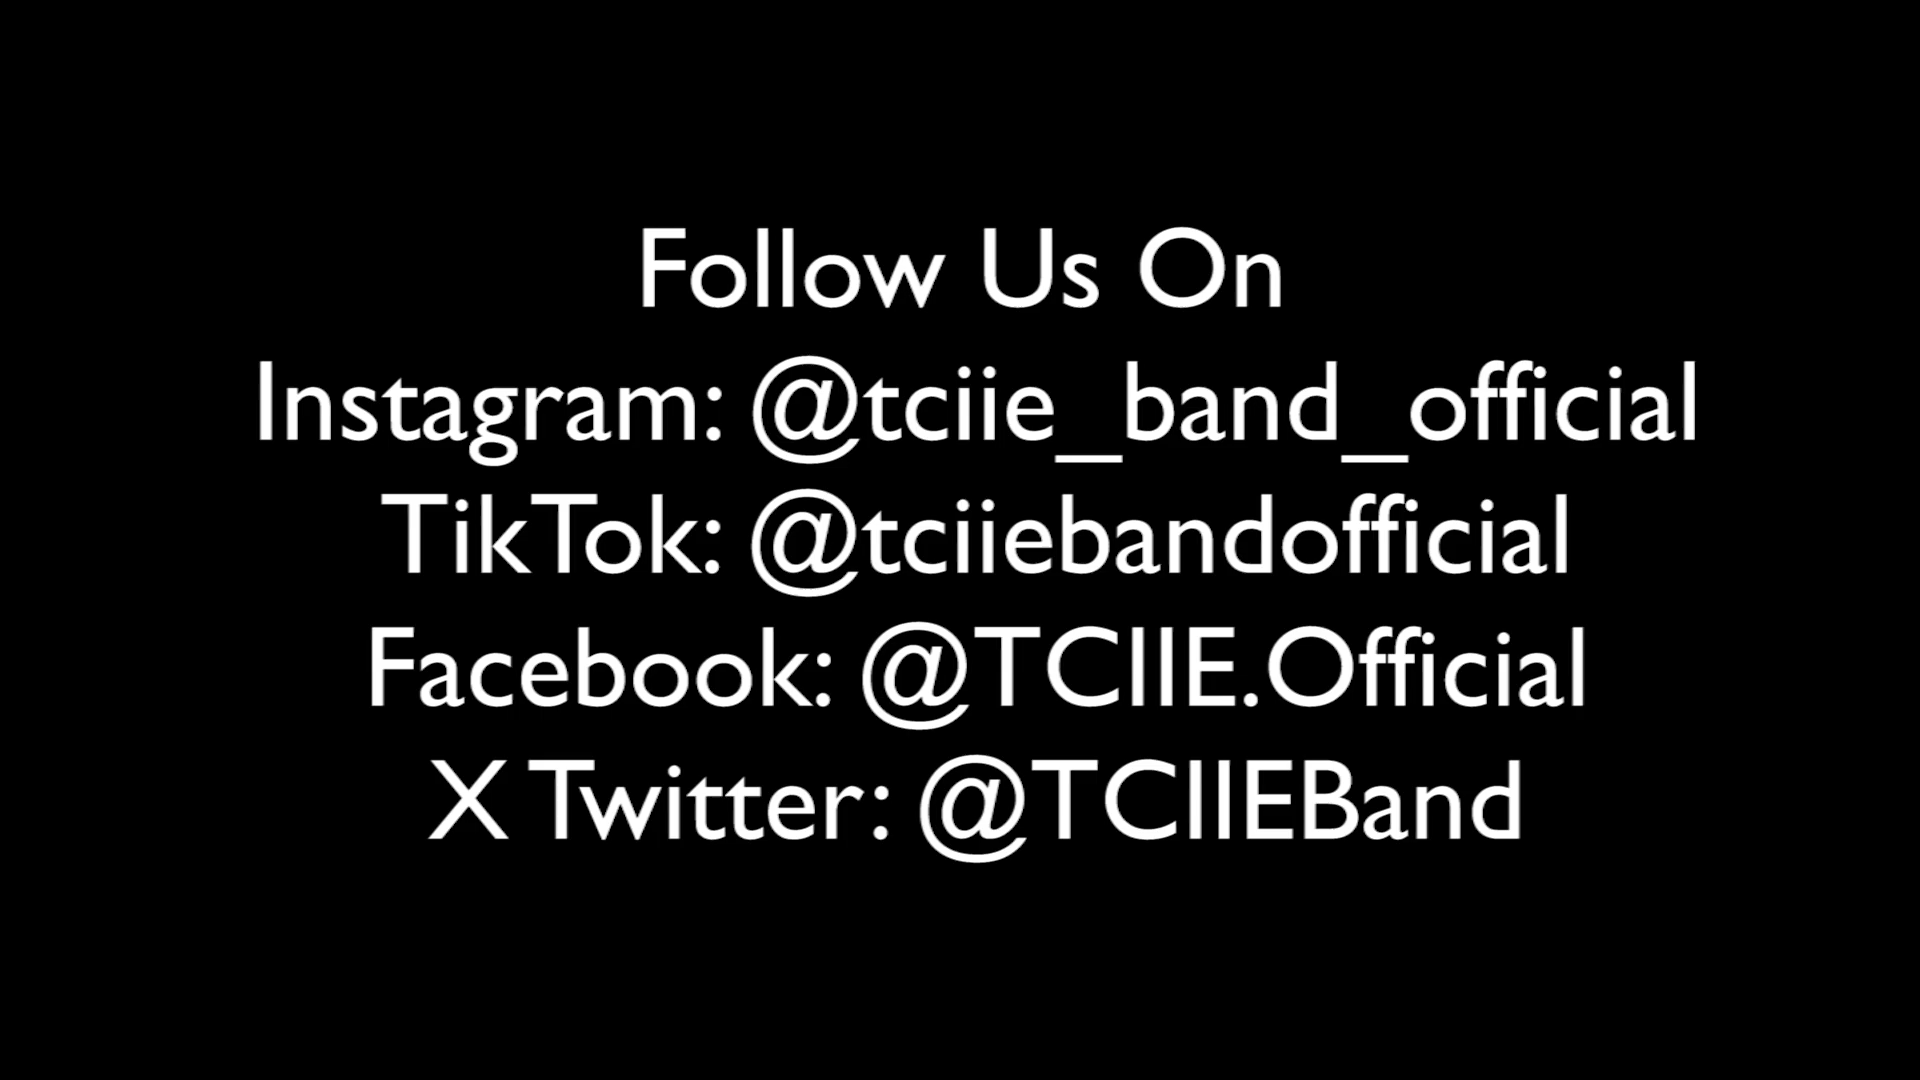 Follow Us On
Instagram: @tciie_band_official
TikTok: @tciiebandofficial
Facebook: @TCIIE.Official
X Twitter: @TCIIEBand